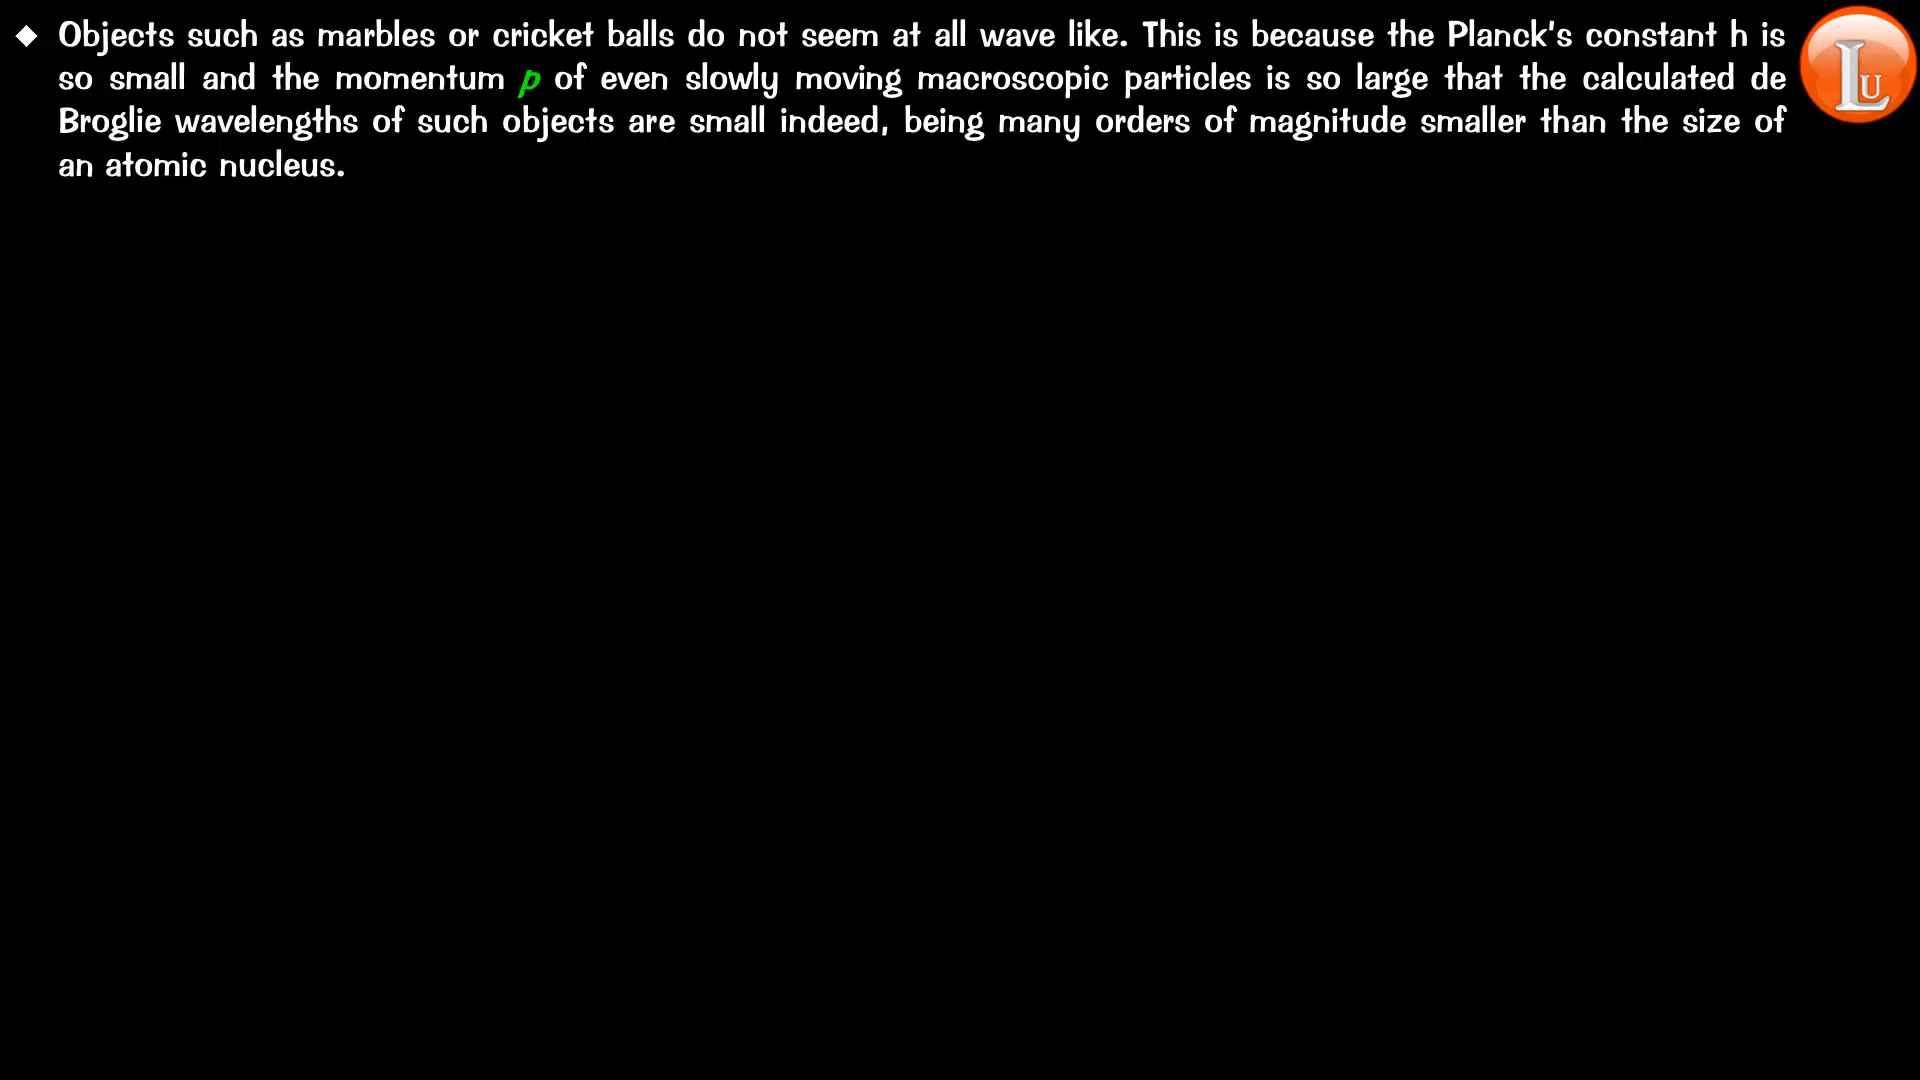 ◆ Objects such as marbles or cricket balls do not seem at all wave like. This is because the Planck's constant h is
so small and the momentum p of even slowly moving macroscopic particles is so large that the calculated de
Broglie wavelengths of such objects are small indeed, being many orders of magnitude smaller than the size of
an atomic nucleus.
LU